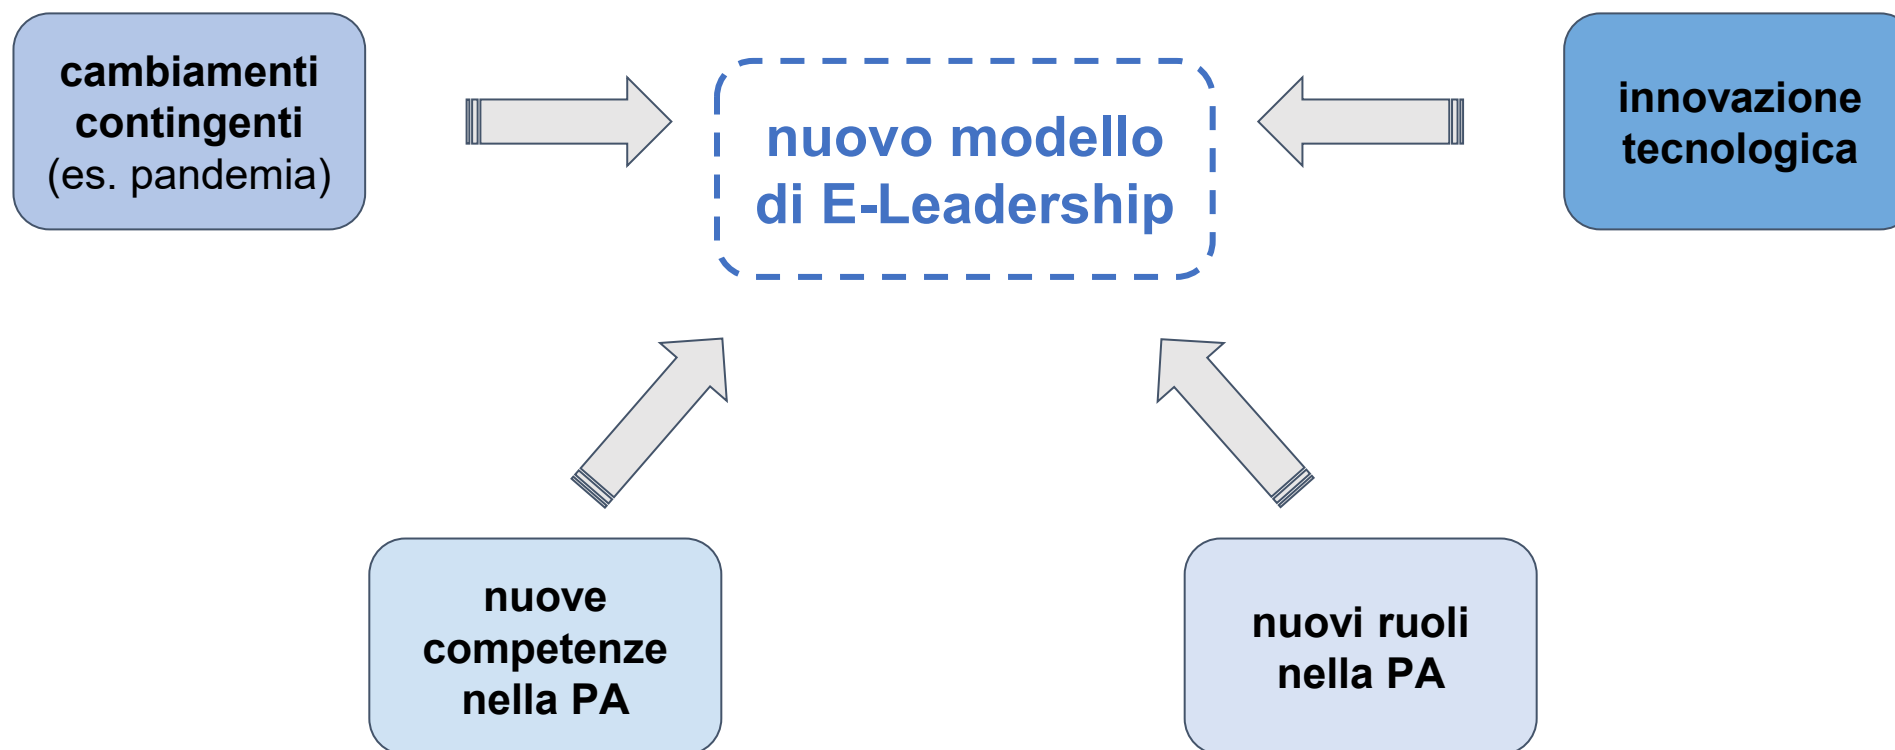 cambiamenti
contingenti
(es. pandemia)
nuovo modello
di E-Leadership
innovazione
tecnologica
nuove
competenze
nella PA
nuovi ruoli
nella PA